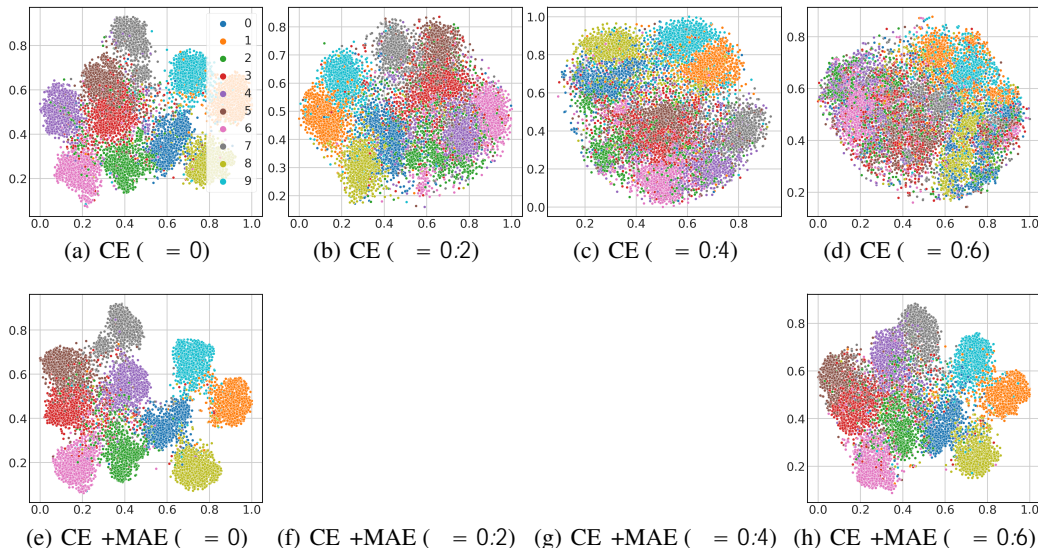 0
1
2
3
4
5
6
7
8
9
0.8
0.6
0.4
0.2
0.0 0.2 0.4 0.6 0.8 1.0
0.8
0.7
0.6
0.5
0.4
0.3
0.2
0.0 0.2 0.4 0.6 0.8 1.0
1.0
0.8
0.6
0.4
0.2
0.0
0.2 0.4 0.6 0.8
0.8
0.6
0.4
0.2
0.0 0.2 0.4 0.6 0.8 1.0
(a) CE ( = 0)
(b) CE ( = 0:2)
(c) CE ( = 0:4)
(d) CE ( = 0:6)
0.8
0.6
0.4
0.2
0.0 0.2 0.4 0.6 0.8 1.0
0.8
0.6
0.4
0.2
0.0 0.2 0.4 0.6 0.8 1.0
(e) CE +MAE ( = 0)
(f) CE +MAE ( = 0:2)
(g) CE +MAE ( = 0:4)
(h) CE +MAE ( = 0:6)